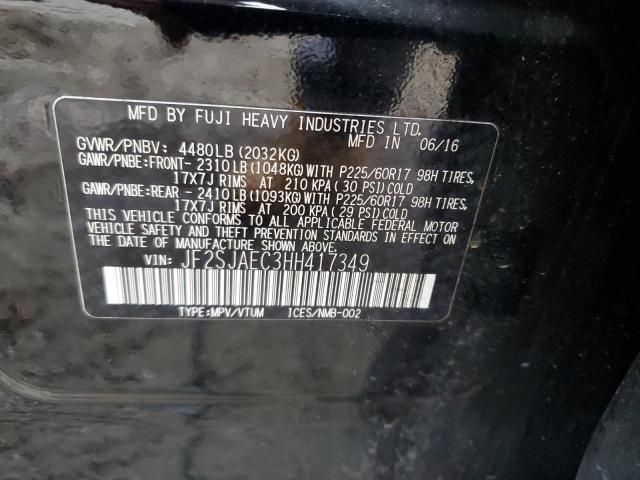 MFD BY FUJI HEAVY INDUSTRIES LTD.
MFD IN 06/16
GVWR/PNBV: 4480LB(2032KG)
GAWR/PNBE:FRONT- 2310LB(1048KG)WITH P225/60R17 98H TIRES,
17X7J RIMS AT 210 KPA(30 PSI)COLD
GAWR/PNBE:REAR - 2410LB(1093KG)WITH P225/60R17 98H TIRES,
17X7J RIMS AT 200 KPA(29 PSI)COLD
THIS VEHICLE CONFORMS TO ALL APPLICABLE FEDERAL MOTOR
VEHICLE SAFETY AND THEFT PREVENTION STANDARDS IN EFFECT
ON THE DATE OF MANUFACTURE SHOWN ABOVE.
VIN: JF2SJAEC3HH417349
TYPE:MPV/VTUM ICES/NMB-002